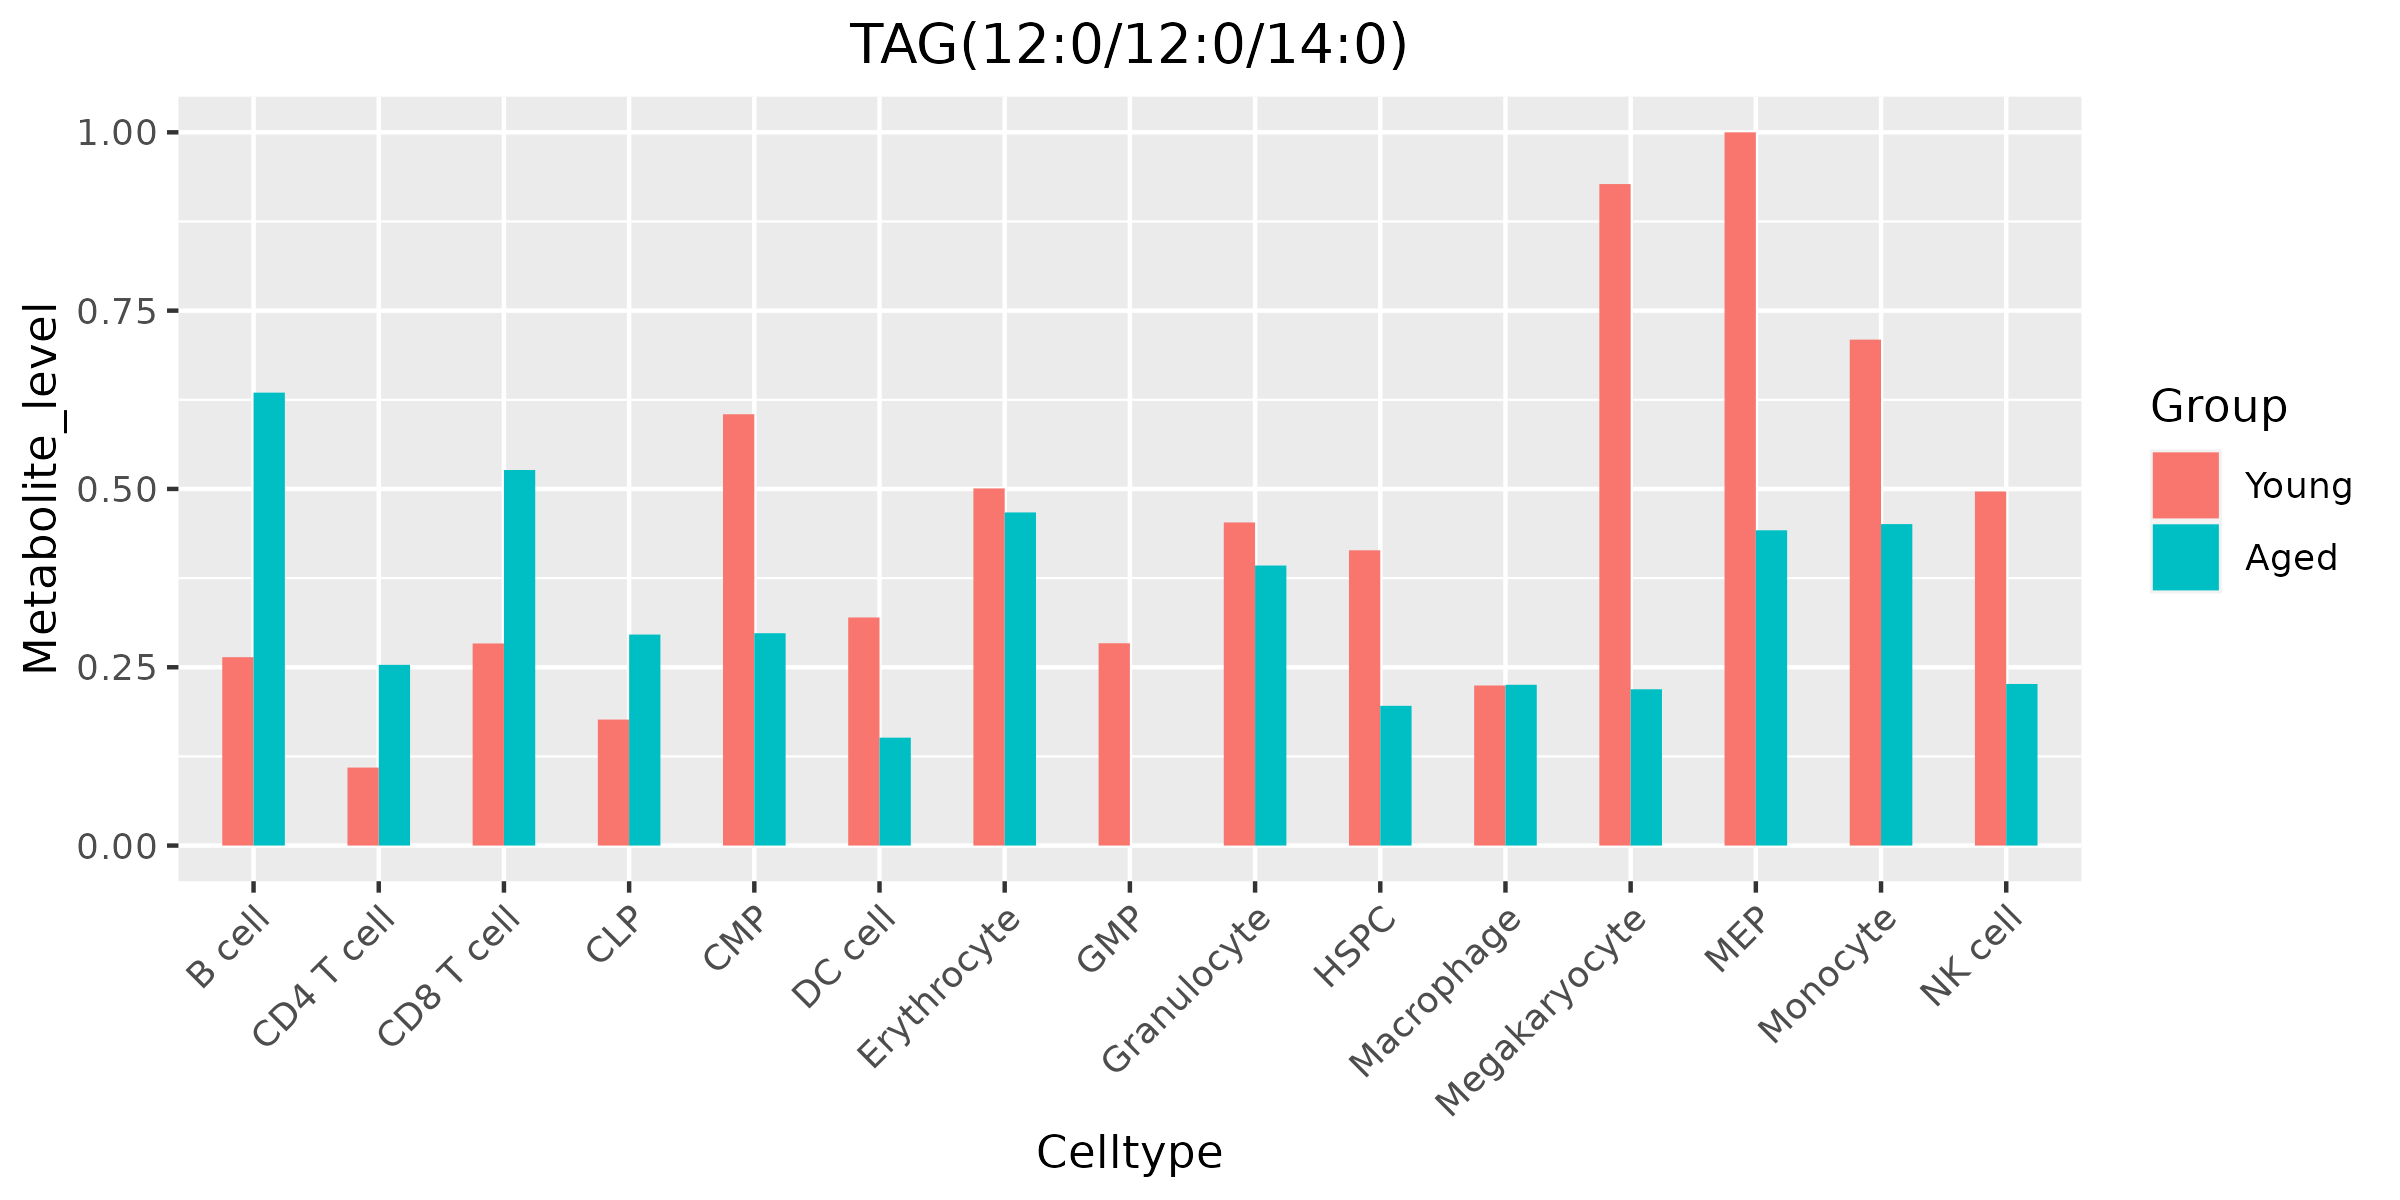 TAG(12:0/12:0/14:0)
Metabolite_level
1.00
0.75
0.50
0.25
0.00
B cell
CD4 T cell
CD8 T cell
CLP
CMP
DC cell
Erythrocyte
GMP
Granulocyte
HSPC
Macrophage
Megakaryocyte
MEP
Monocyte
NK cell
Celltype
Group
Young
Aged